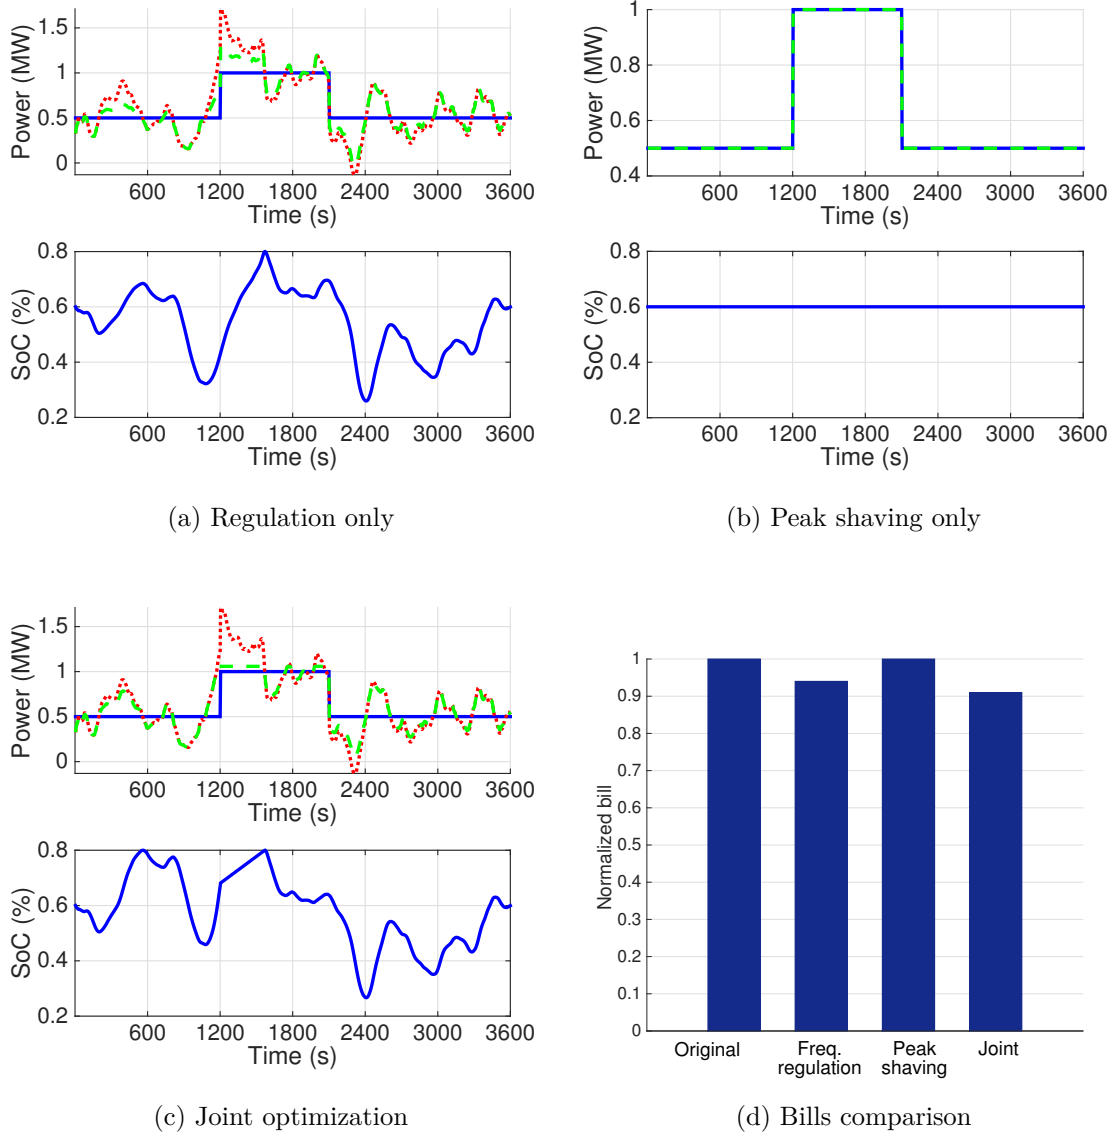 Power (MW)
1.5
1
0.5
0
600 1200 1800 2400 3000 3600
Time (s)
SoC (%)
0.8
0.6
0.4
0.2
600 1200 1800 2400 3000 3600
Time (s)
(a) Regulation only
Power (MW)
1
0.8
0.6
0.4
600 1200 1800 2400 3000 3600
Time (s)
SoC (%)
0.8
0.6
0.4
0.2
600 1200 1800 2400 3000 3600
Time (s)
(b) Peak shaving only
Power (MW)
1.5
1
0.5
0
600 1200 1800 2400 3000 3600
Time (s)
SoC (%)
0.8
0.6
0.4
0.2
600 1200 1800 2400 3000 3600
Time (s)
(c) Joint optimization
Normalized bill
1
0.9
0.9
0.7
0.6
0.9
0.4
0.3
0.9
0.1
0
Original Freq. Peak Joint
regulation shaving
(d) Bills comparison